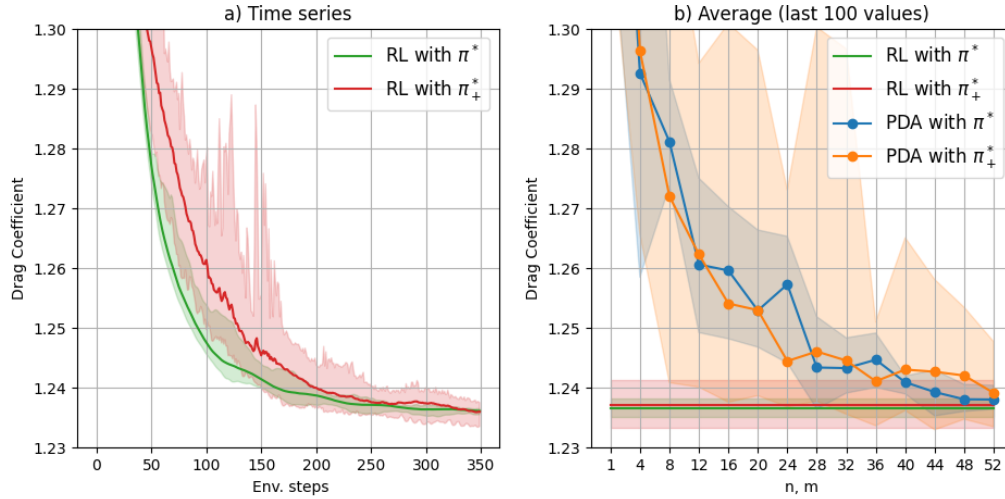 a) Time series
1.30
1.29
1.28
1.27
1.26
1.25
1.24
1.23
Drag Coefficient
0 50 100 150 200 250 300 350
Env. steps
RL with π*
RL with π*+
b) Average (last 100 values)
1.30
1.29
1.28
1.27
1.26
1.25
1.24
1.23
Drag Coefficient
1 4 8 12 16 20 24 28 32 36 40 44 48 52
n, m
RL with π*
RL with π*+
PDA with π*
PDA with π*+